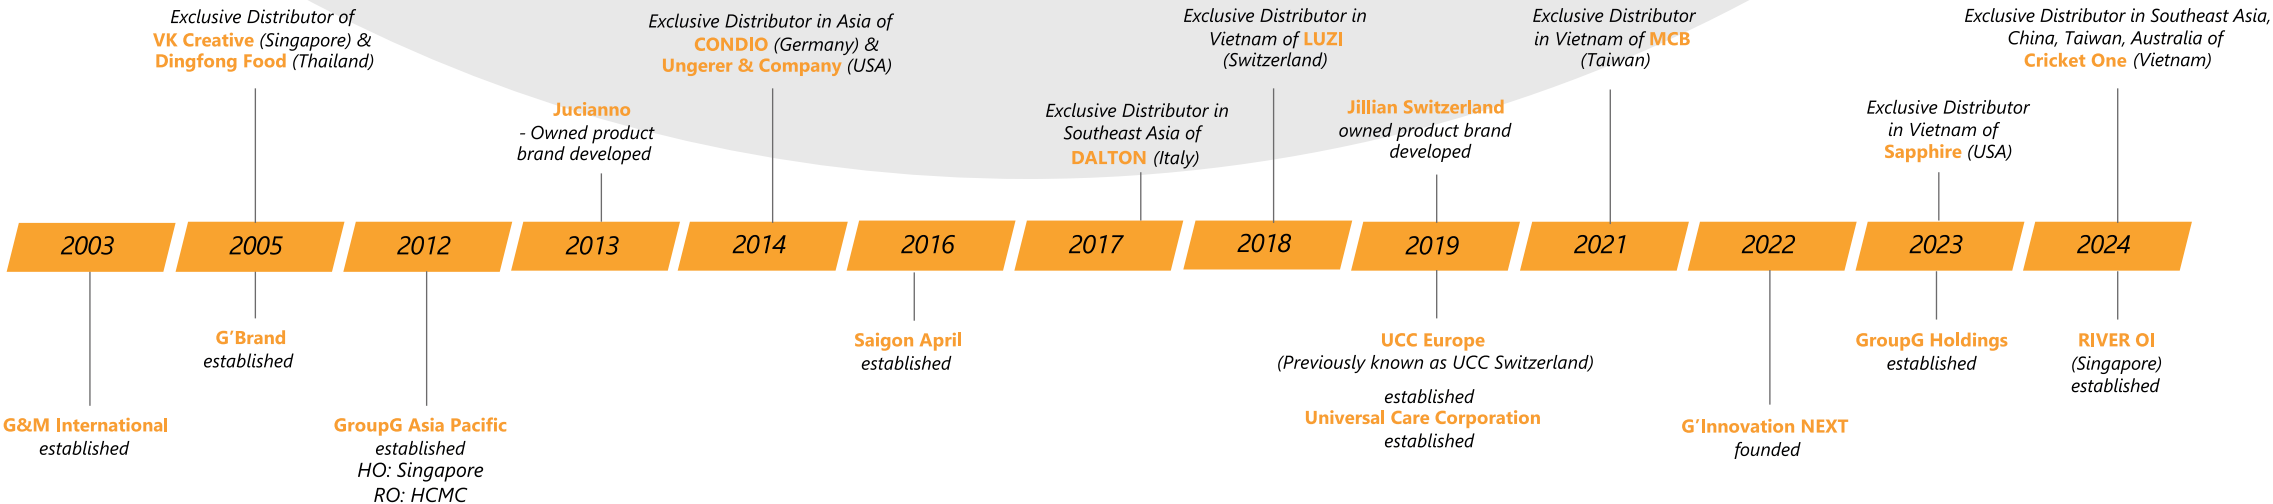 Exclusive Distributor of
VK Creative (Singapore) &
Dingfong Food (Thailand)
Jucianno
- Owned product
brand developed
Exclusive Distributor in Asia of
CONDIO (Germany) &
Ungerer & Company (USA)
Exclusive Distributor in
Southeast Asia of
DALTON (Italy)
Exclusive Distributor in
Vietnam of LUZI
(Switzerland)
Jillian Switzerland
owned product brand
developed
Exclusive Distributor
in Vietnam of MCB
(Taiwan)
Exclusive Distributor
in Vietnam of
Sapphire (USA)
Exclusive Distributor in Southeast Asia,
China, Taiwan, Australia of
Cricket One (Vietnam)
2003
2005
2012
2013
2014
2016
2017
2018
2019
2021
2022
2023
2024
G&M International
established
G’Brand
established
GroupG Asia Pacific
established
HO: Singapore
RO: HCMC
Saigon April
established
UCC Europe
(Previously known as UCC Switzerland)
established
Universal Care Corporation
established
G’Innovation NEXT
founded
GroupG Holdings
established
RIVER OI
(Singapore)
established